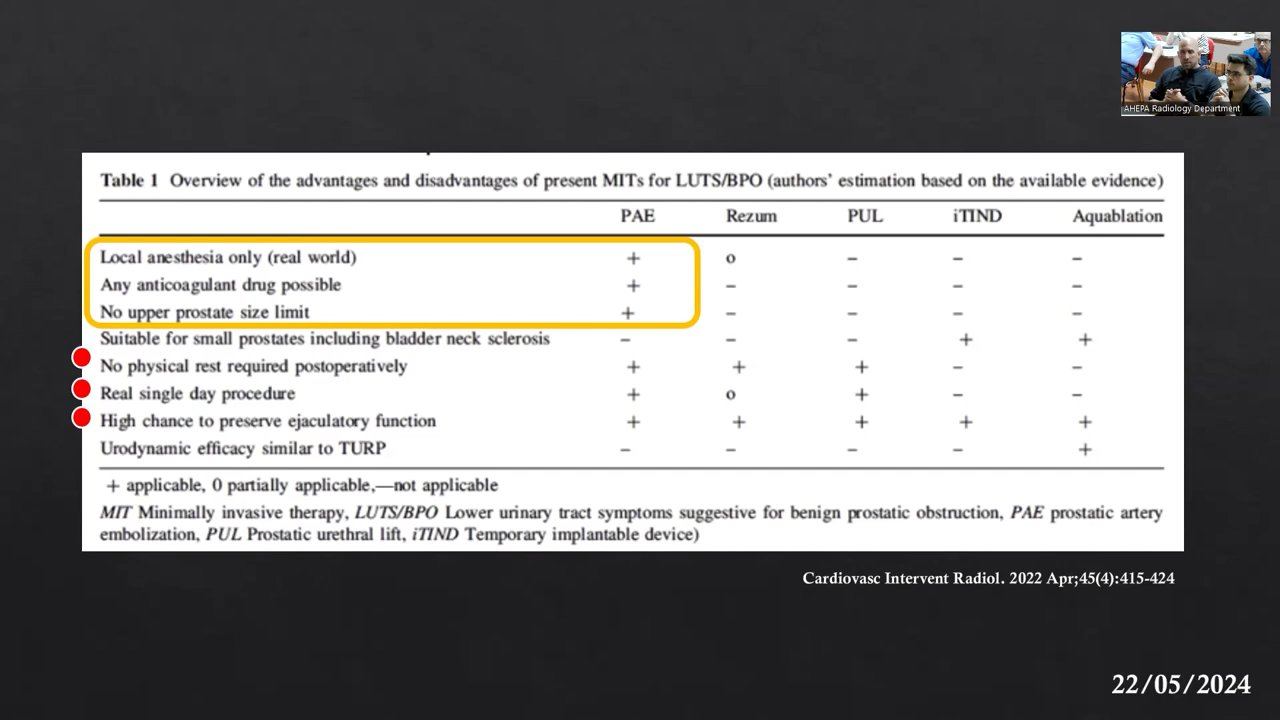 AHEPA Radiology Department
Table 1 Overview of the advantages and disadvantages of present MITs for LUTS/BPO (authors' estimation based on the available evidence)
PAE Rezum PUL iTIND Aquablation
Local anesthesia only (real world) + o – – –
Any anticoagulant drug possible + – – – –
No upper prostate size limit + – – – –
Suitable for small prostates including bladder neck sclerosis – – – + +
No physical rest required postoperatively + + + – –
Real single day procedure + o + – –
High chance to preserve ejaculatory function + + + + +
Urodynamic efficacy similar to TURP – – – – +
+ applicable, 0 partially applicable,—not applicable
MIT Minimally invasive therapy, LUTS/BPO Lower urinary tract symptoms suggestive for benign prostatic obstruction, PAE prostatic artery
embolization, PUL Prostatic urethral lift, iTIND Temporary implantable device)
Cardiovasc Intervent Radiol. 2022 Apr;45(4):415-424
22/05/2024